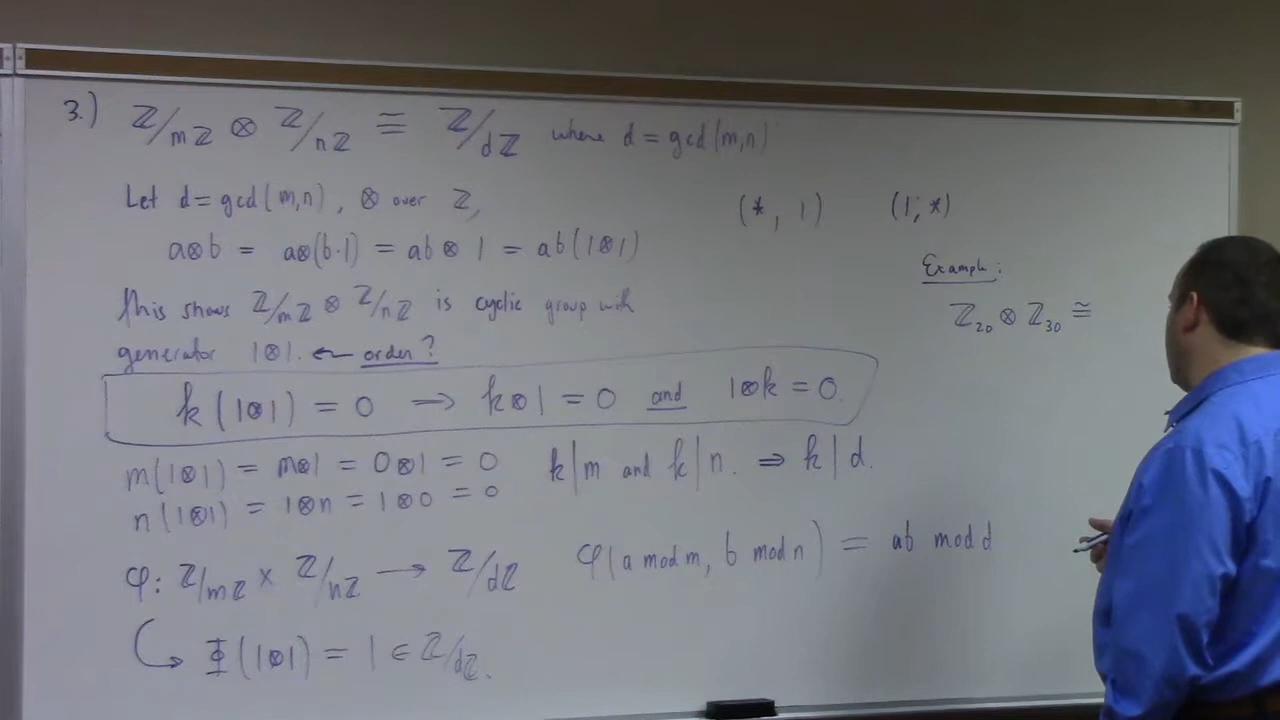 3.) ℤ/mℤ ⊗ ℤ/nℤ ≅ ℤ/dℤ where d = gcd(m,n)
Let d = gcd(m,n), ⊗ over ℤ,
a⊗b = a⊗(b·1) = ab ⊗ 1 = ab(1⊗1)
This shows ℤ/mℤ ⊗ ℤ/nℤ is cyclic group with
generator 1⊗1. ← order?
k(1⊗1) = 0 → k⊗1 = 0 and 1⊗k = 0.
m(1⊗1) = m⊗1 = 0⊗1 = 0
n(1⊗1) = 1⊗n = 1⊗0 = 0
k|m and k|n. ⇒ k|d.
φ: ℤ/mℤ × ℤ/nℤ → ℤ/dℤ
φ(a mod m, b mod n) = ab mod d
↪ Φ(1⊗1) = 1 ∈ ℤ/dℤ.
(*, 1) (1, *)
Example:
ℤ₂₀ ⊗ ℤ₃₀ ≅